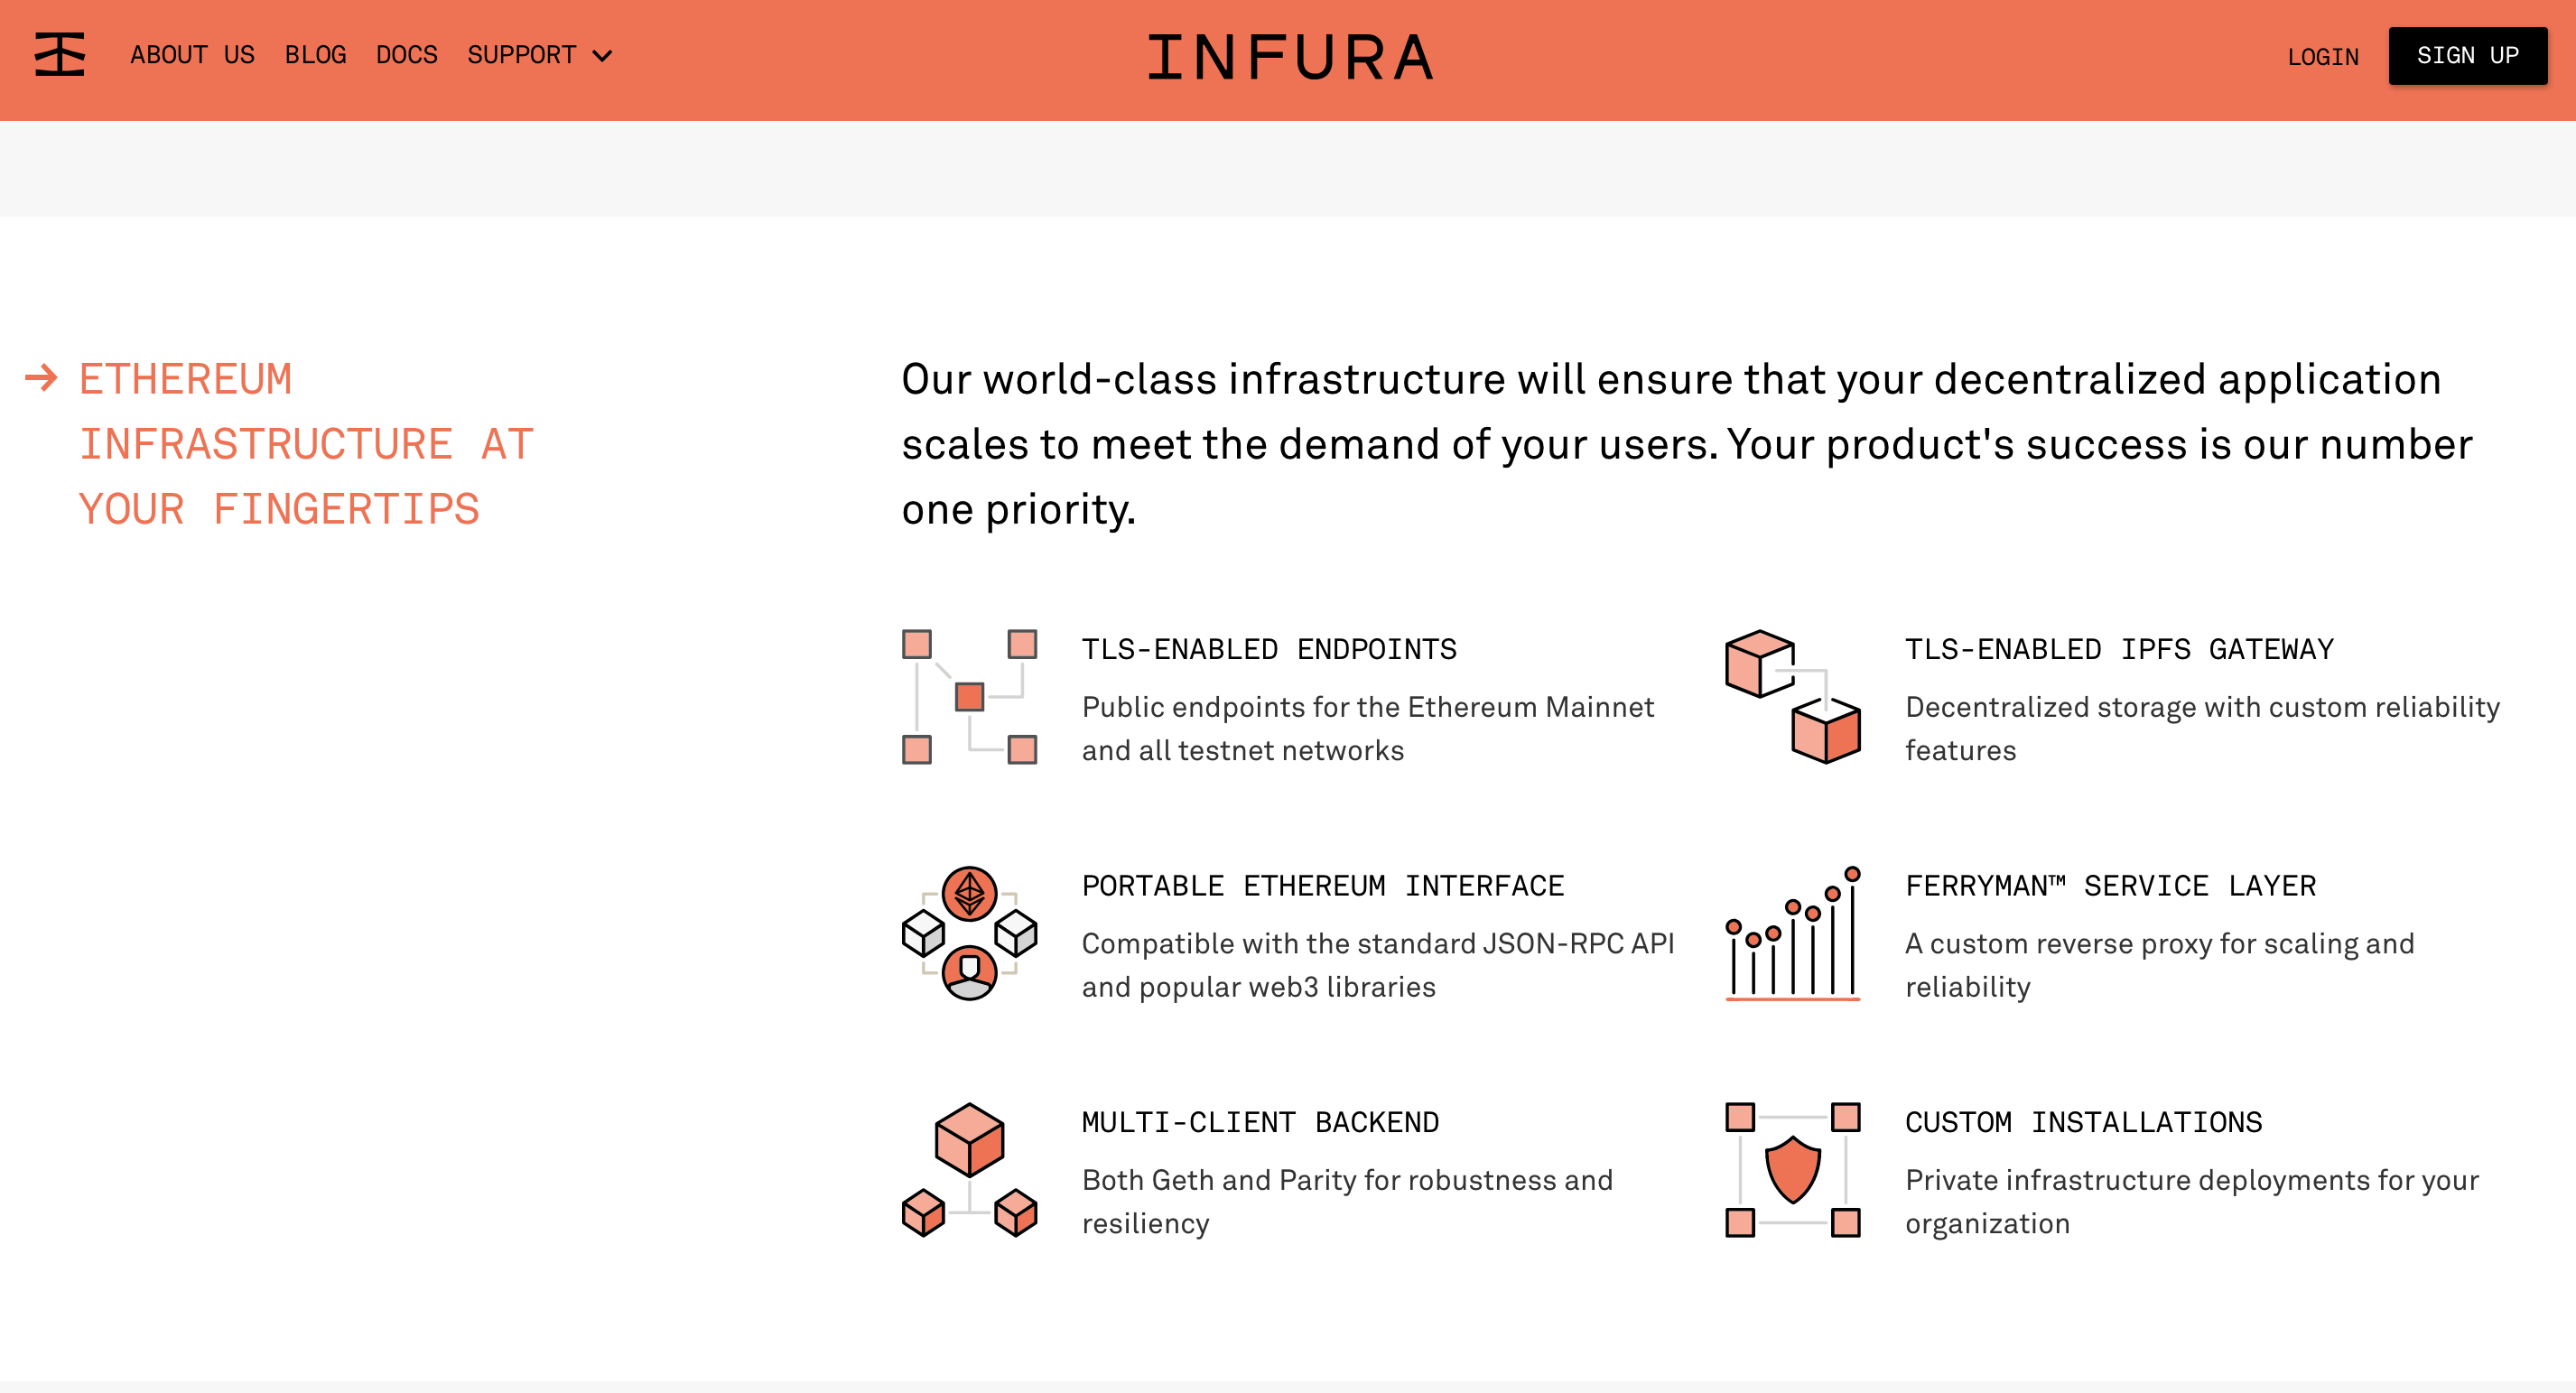 ABOUT US BLOG DOCS SUPPORT
INFURA
LOGIN SIGN UP
ETHEREUM
INFRASTRUCTURE AT
YOUR FINGERTIPS
Our world-class infrastructure will ensure that your decentralized application
scales to meet the demand of your users. Your product's success is our number
one priority.
TLS-ENABLED ENDPOINTS
Public endpoints for the Ethereum Mainnet
and all testnet networks
TLS-ENABLED IPFS GATEWAY
Decentralized storage with custom reliability
features
PORTABLE ETHEREUM INTERFACE
Compatible with the standard JSON-RPC API
and popular web3 libraries
FERRYMAN™ SERVICE LAYER
A custom reverse proxy for scaling and
reliability
MULTI-CLIENT BACKEND
Both Geth and Parity for robustness and
resiliency
CUSTOM INSTALLATIONS
Private infrastructure deployments for your
organization